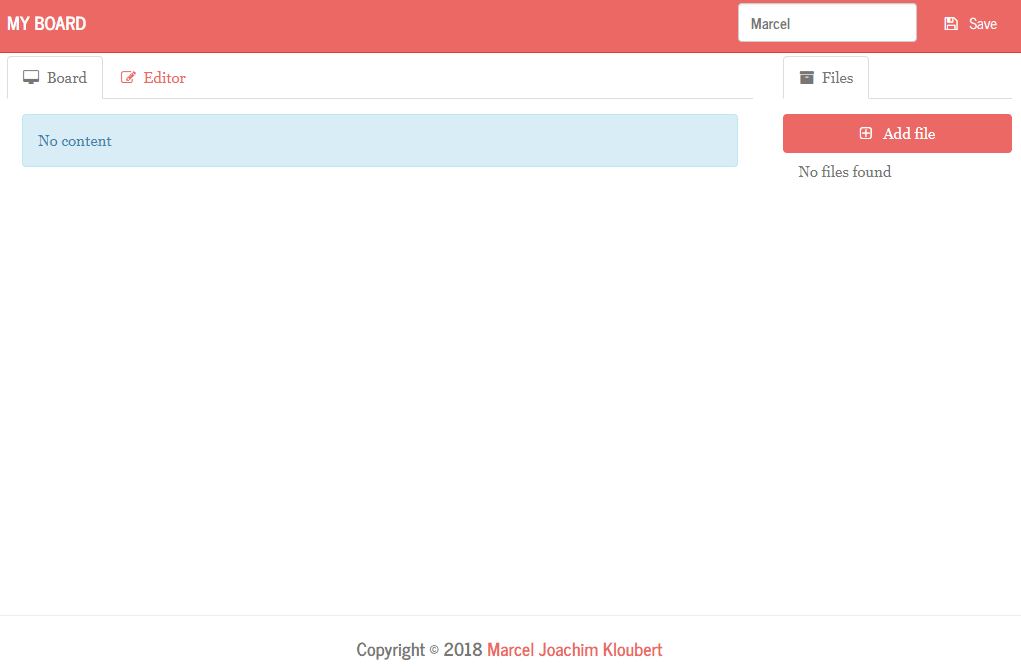 MY BOARD Marcel Save
Board Editor Files
No content Add file
No files found
Copyright © 2018 Marcel Joachim Kloubert